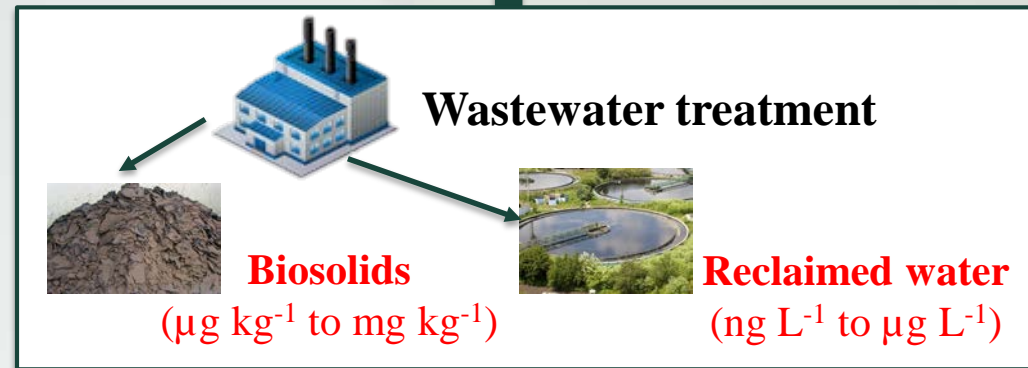 Wastewater treatment
Biosolids
(µg kg⁻¹ to mg kg⁻¹)
Reclaimed water
(ng L⁻¹ to µg L⁻¹)